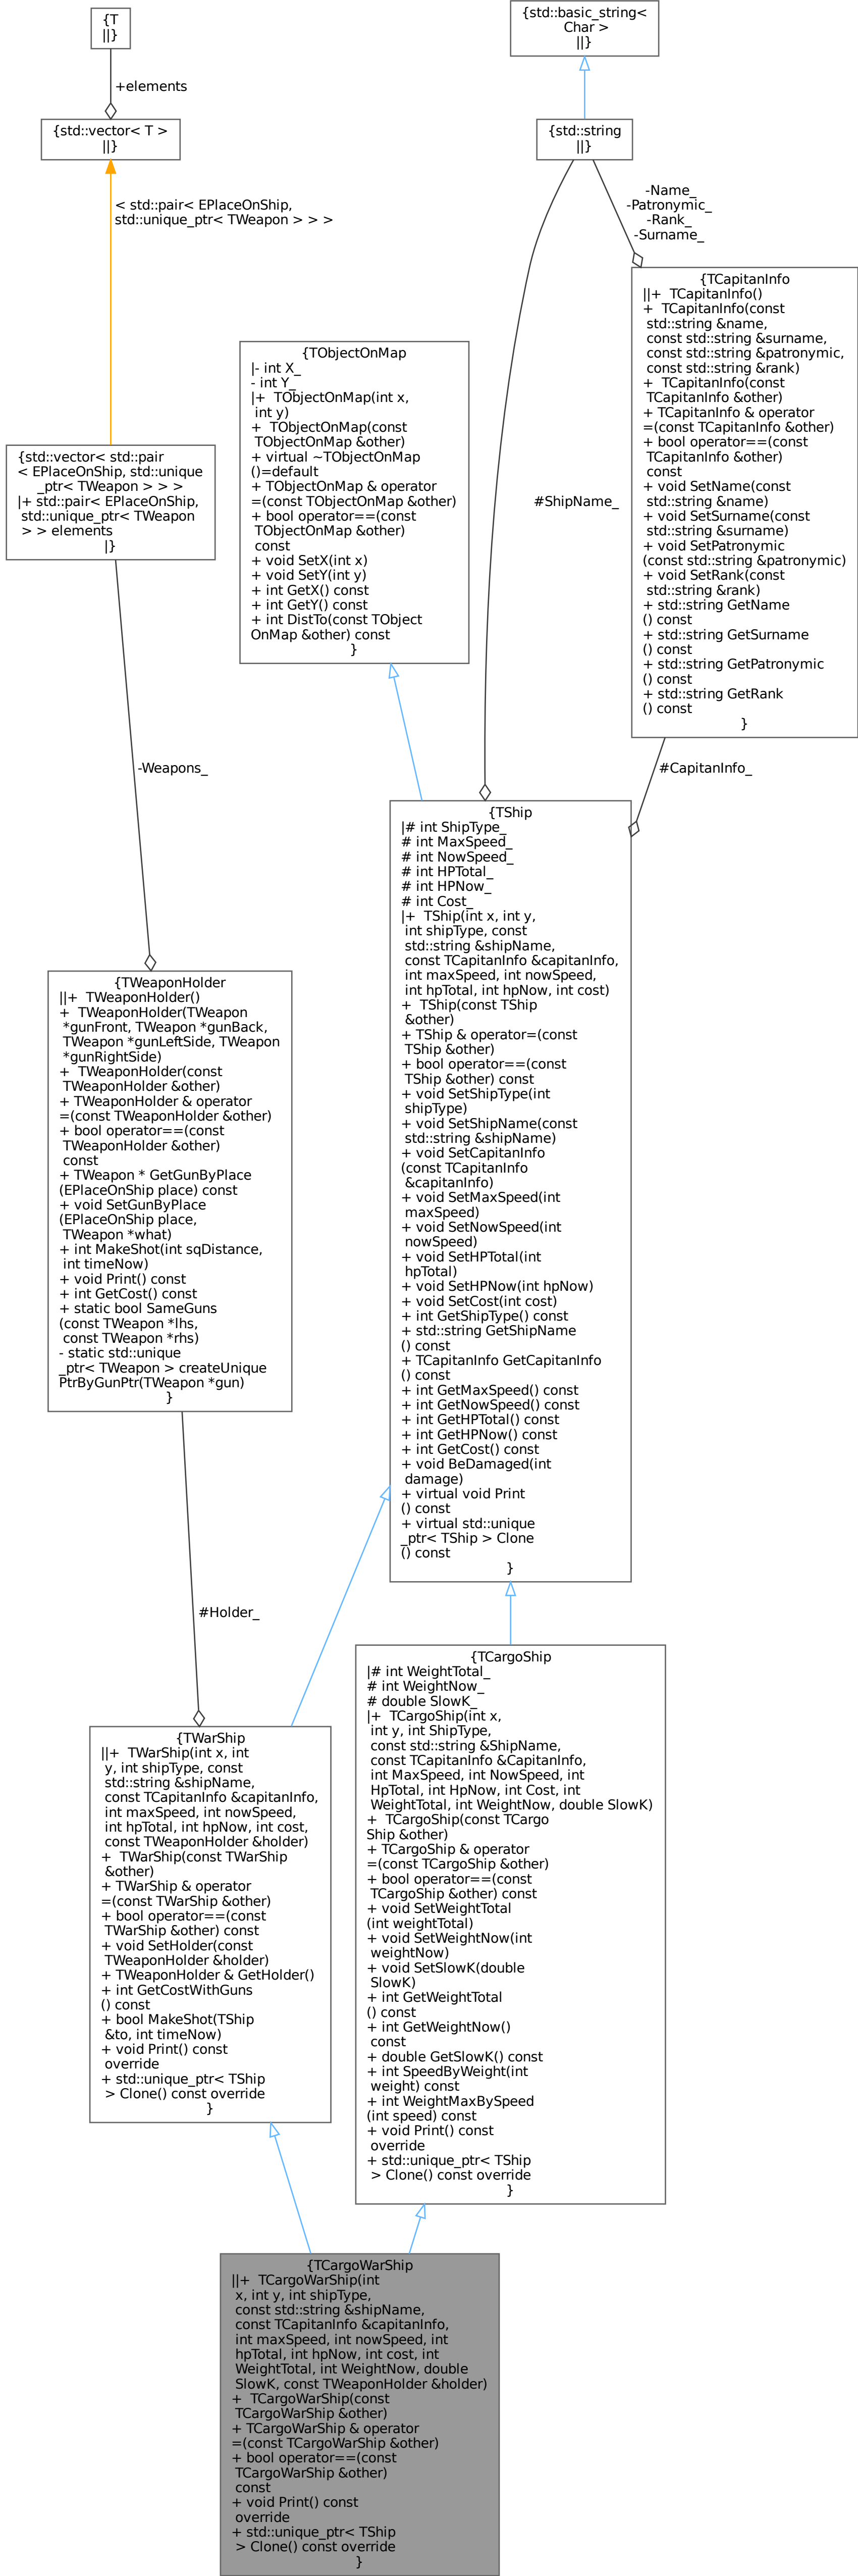 {T
||}
+elements
{std::vector< T >
||}
< std::pair< EPlaceOnShip,
std::unique_ptr< TWeapon > > >
{std::vector< std::pair
< EPlaceOnShip, std::unique
_ptr< TWeapon > > >
|+ std::pair< EPlaceOnShip,
std::unique_ptr< TWeapon
> > elements
|}
-Weapons_
{std::basic_string<
Char >
||}
{std::string
||}
-Name_
-Patronymic_
-Rank_
-Surname_
#ShipName_
{TCapitanInfo
||+ TCapitanInfo()
+ TCapitanInfo(const
std::string &name,
const std::string &surname,
const std::string &patronymic,
const std::string &rank)
+ TCapitanInfo(const
TCapitanInfo &other)
+ TCapitanInfo & operator
=(const TCapitanInfo &other)
+ bool operator==(const
TCapitanInfo &other)
const
+ void SetName(const
std::string &name)
+ void SetSurname(const
std::string &surname)
+ void SetPatronymic
(const std::string &patronymic)
+ void SetRank(const
std::string &rank)
+ std::string GetName
() const
+ std::string GetSurname
() const
+ std::string GetPatronymic
() const
+ std::string GetRank
() const
}
#CapitanInfo_
{TObjectOnMap
|- int X_
- int Y_
|+ TObjectOnMap(int x,
int y)
+ TObjectOnMap(const
TObjectOnMap &other)
+ virtual ~TObjectOnMap
()=default
+ TObjectOnMap & operator
=(const TObjectOnMap &other)
+ bool operator==(const
TObjectOnMap &other)
const
+ void SetX(int x)
+ void SetY(int y)
+ int GetX() const
+ int GetY() const
+ int DistTo(const TObject
OnMap &other) const
}
{TShip
|# int ShipType_
# int MaxSpeed_
# int NowSpeed_
# int HPTotal_
# int HPNow_
# int Cost_
|+ TShip(int x, int y,
int shipType, const
std::string &shipName,
const TCapitanInfo &capitanInfo,
int maxSpeed, int nowSpeed,
int hpTotal, int hpNow, int cost)
+ TShip(const TShip
&other)
+ TShip & operator=(const
TShip &other)
+ bool operator==(const
TShip &other) const
+ void SetShipType(int
shipType)
+ void SetShipName(const
std::string &shipName)
+ void SetCapitanInfo
(const TCapitanInfo
&capitanInfo)
+ void SetMaxSpeed(int
maxSpeed)
+ void SetNowSpeed(int
nowSpeed)
+ void SetHPTotal(int
hpTotal)
+ void SetHPNow(int hpNow)
+ void SetCost(int cost)
+ int GetShipType() const
+ std::string GetShipName
() const
+ TCapitanInfo GetCapitanInfo
() const
+ int GetMaxSpeed() const
+ int GetNowSpeed() const
+ int GetHPTotal() const
+ int GetHPNow() const
+ int GetCost() const
+ void BeDamaged(int
damage)
+ virtual void Print
() const
+ virtual std::unique
_ptr< TShip > Clone
() const
}
{TWeaponHolder
||+ TWeaponHolder()
+ TWeaponHolder(TWeapon
*gunFront, TWeapon *gunBack,
TWeapon *gunLeftSide, TWeapon
*gunRightSide)
+ TWeaponHolder(const
TWeaponHolder &other)
+ TWeaponHolder & operator
=(const TWeaponHolder &other)
+ bool operator==(const
TWeaponHolder &other)
const
+ TWeapon * GetGunByPlace
(EPlaceOnShip place) const
+ void SetGunByPlace
(EPlaceOnShip place,
TWeapon *what)
+ int MakeShot(int sqDistance,
int timeNow)
+ void Print() const
+ int GetCost() const
+ static bool SameGuns
(const TWeapon *lhs,
const TWeapon *rhs)
- static std::unique
_ptr< TWeapon > createUnique
PtrByGunPtr(TWeapon *gun)
}
#Holder_
{TWarShip
||+ TWarShip(int x, int
y, int shipType, const
std::string &shipName,
const TCapitanInfo &capitanInfo,
int maxSpeed, int nowSpeed,
int hpTotal, int hpNow, int cost,
const TWeaponHolder &holder)
+ TWarShip(const TWarShip
&other)
+ TWarShip & operator
=(const TWarShip &other)
+ bool operator==(const
TWarShip &other) const
+ void SetHolder(const
TWeaponHolder &holder)
+ TWeaponHolder & GetHolder()
+ int GetCostWithGuns
() const
+ bool MakeShot(TShip
&to, int timeNow)
+ void Print() const
override
+ std::unique_ptr< TShip
> Clone() const override
}
{TCargoShip
|# int WeightTotal_
# int WeightNow_
# double SlowK_
|+ TCargoShip(int x,
int y, int ShipType,
const std::string &ShipName,
const TCapitanInfo &CapitanInfo,
int MaxSpeed, int NowSpeed, int
HpTotal, int HpNow, int Cost, int
WeightTotal, int WeightNow, double SlowK)
+ TCargoShip(const TCargo
Ship &other)
+ TCargoShip & operator
=(const TCargoShip &other)
+ bool operator==(const
TCargoShip &other) const
+ void SetWeightTotal
(int weightTotal)
+ void SetWeightNow(int
weightNow)
+ void SetSlowK(double
SlowK)
+ int GetWeightTotal
() const
+ int GetWeightNow()
const
+ double GetSlowK() const
+ int SpeedByWeight(int
weight) const
+ int WeightMaxBySpeed
(int speed) const
+ void Print() const
override
+ std::unique_ptr< TShip
> Clone() const override
}
{TCargoWarShip
||+ TCargoWarShip(int
x, int y, int shipType,
const std::string &shipName,
const TCapitanInfo &capitanInfo,
int maxSpeed, int nowSpeed, int
hpTotal, int hpNow, int cost, int
WeightTotal, int WeightNow, double
SlowK, const TWeaponHolder &holder)
+ TCargoWarShip(const
TCargoWarShip &other)
+ TCargoWarShip & operator
=(const TCargoWarShip &other)
+ bool operator==(const
TCargoWarShip &other)
const
+ void Print() const
override
+ std::unique_ptr< TShip
> Clone() const override
}